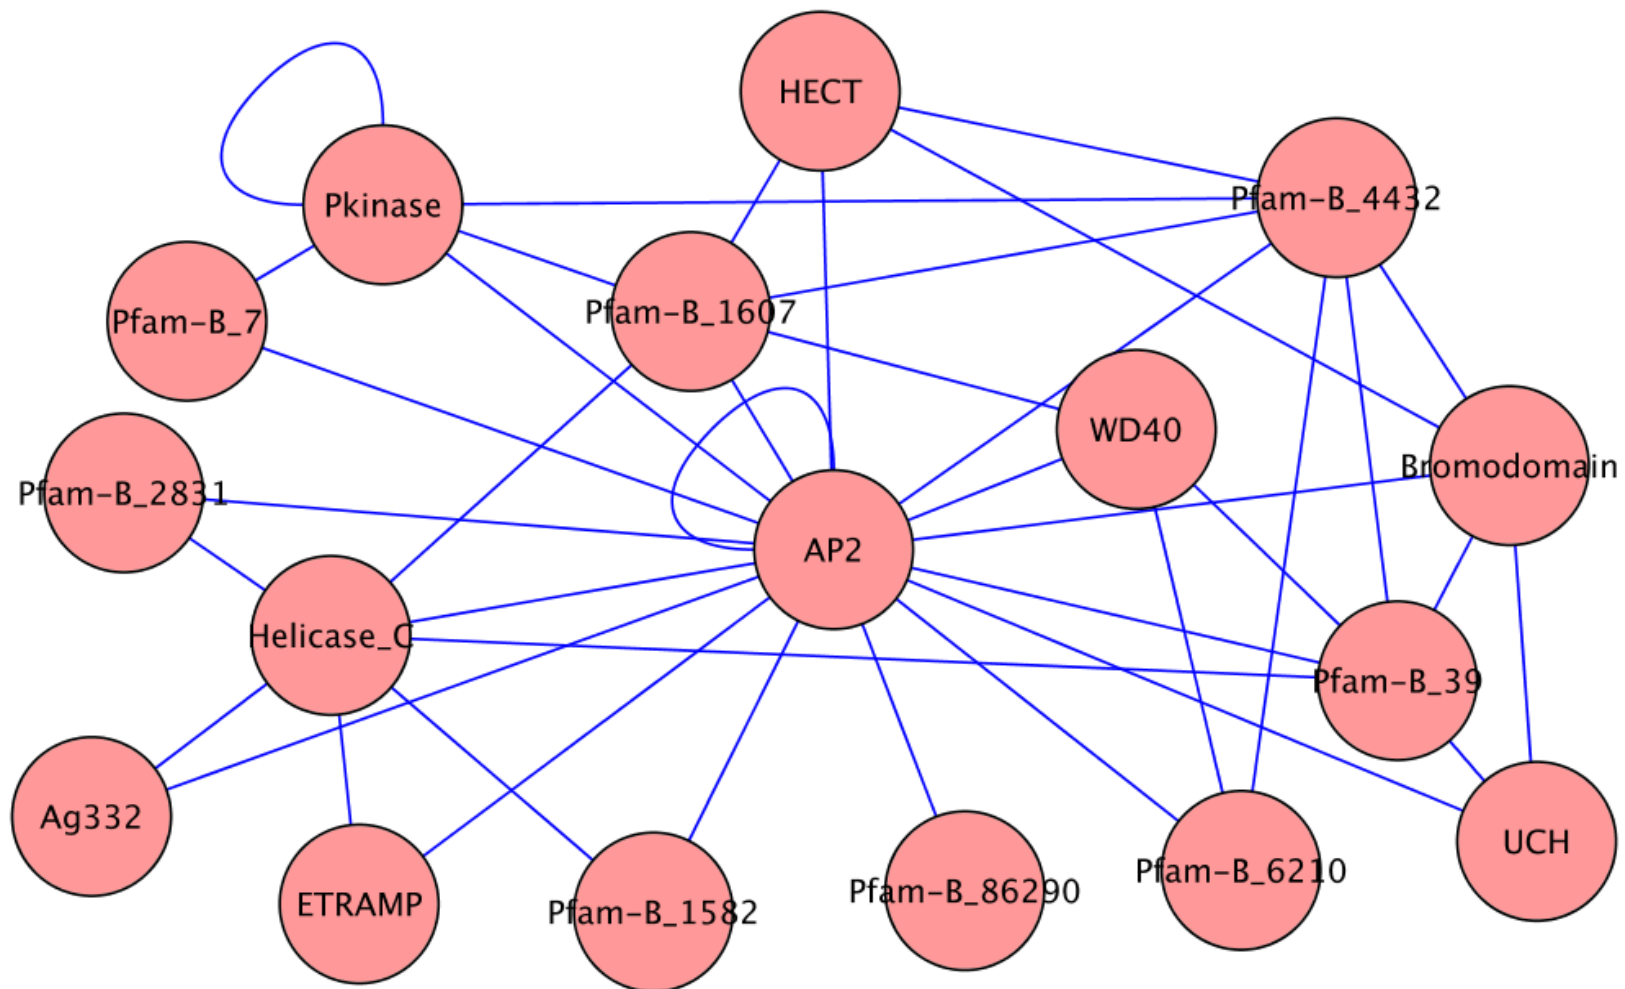 HECT
Pkinase
Pfam-B_4432
Pfam-B_1607
Pfam-B_7
WD40
Bromodomain
Pfam-B_2831
AP2
Helicase_C
Pfam-B_39
Ag332
UCH
Pfam-B_6210
Pfam-B_86290
ETRAMP
Pfam-B_1582